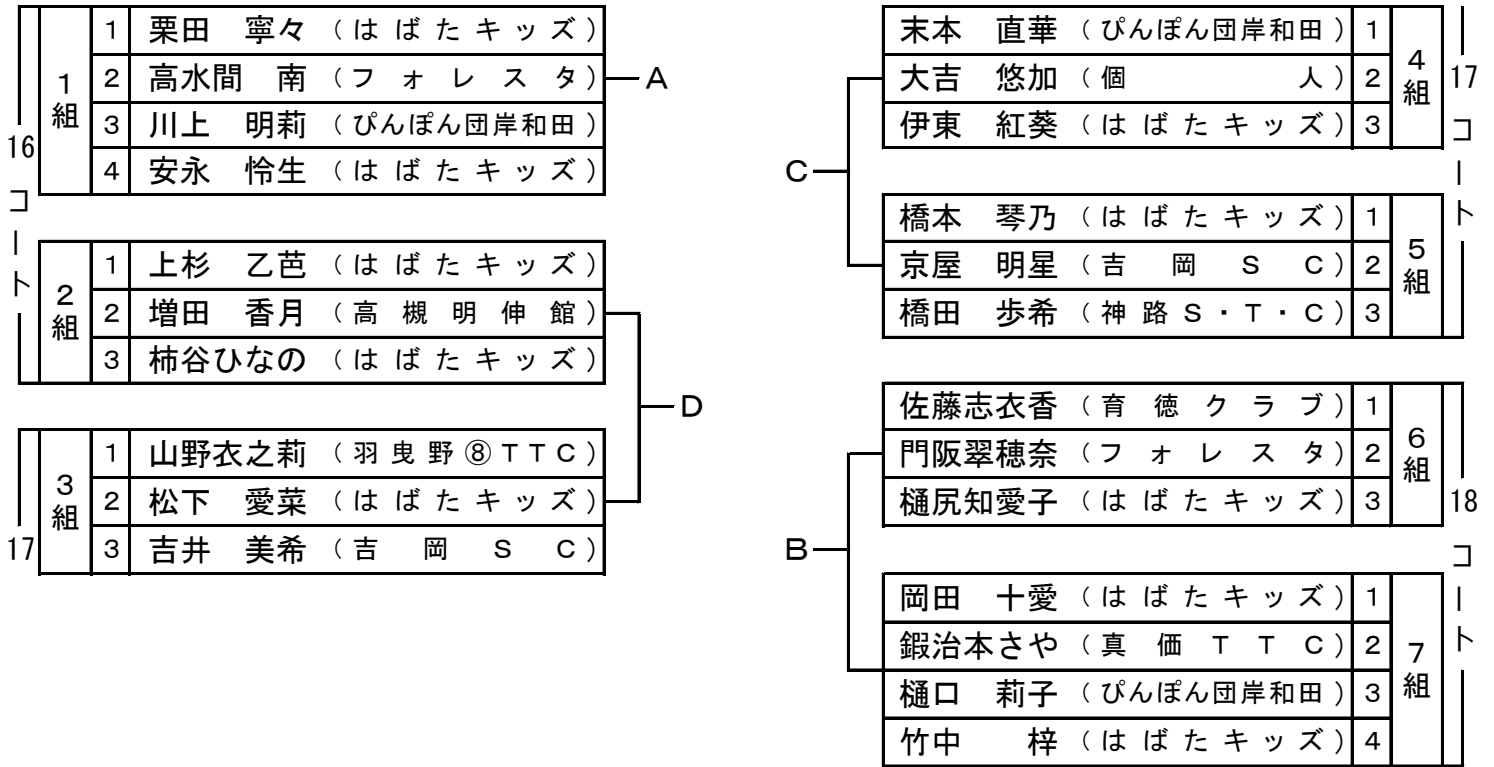 16コート
1組
1 栗田 寧々 (はばたキッズ)
2 高水間 南 (フォレスタ)
3 川上 明莉 (ぴんぽん団岸和田)
4 安永 怜生 (はばたキッズ)
A
2組
1 上杉 乙芭 (はばたキッズ)
2 増田 香月 (高槻明伸館)
3 柿谷ひなの (はばたキッズ)
D
17
3組
1 山野衣之莉 (羽曳野⑧TTC)
2 松下 愛菜 (はばたキッズ)
3 吉井 美希 (吉岡SC)
末本 直華 (ぴんぽん団岸和田) 1
大吉 悠加 (個人) 2
伊東 紅葵 (はばたキッズ) 3
4組
17コート
C
橋本 琴乃 (はばたキッズ) 1
京屋 明星 (吉岡SC) 2
橋田 歩希 (神路S・T・C) 3
5組
佐藤志衣香 (育徳クラブ) 1
門阪翠穂奈 (フォレスタ) 2
樋尻知愛子 (はばたキッズ) 3
6組
18コート
B
岡田 十愛 (はばたキッズ) 1
鍜治本さや (真価TTC) 2
樋口 莉子 (ぴんぽん団岸和田) 3
竹中 梓 (はばたキッズ) 4
7組